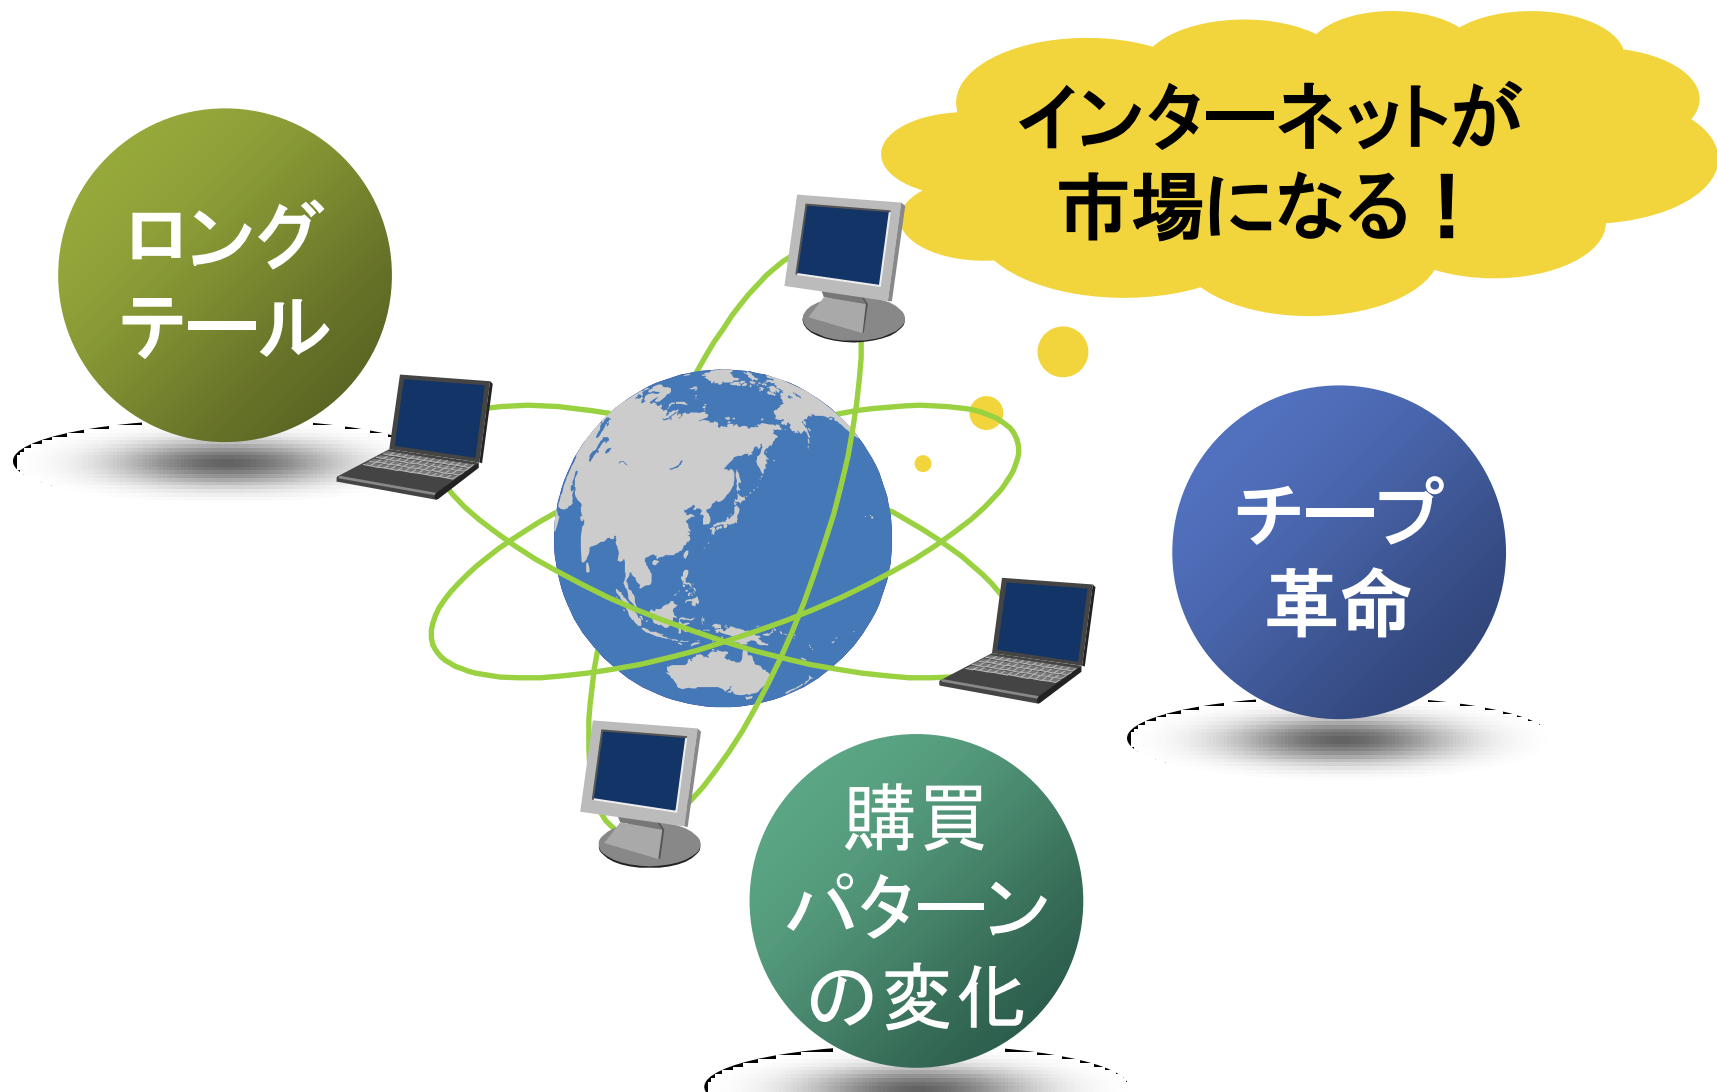 インターネットが
市場になる！
ロング
テール
チープ
革命
購買
パターン
の変化